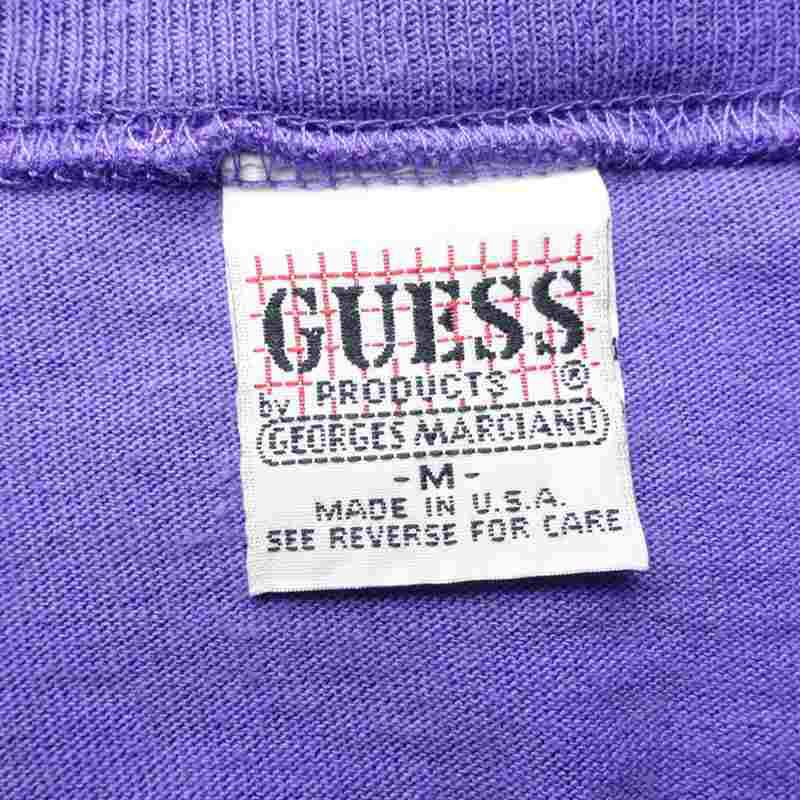 GUESS
PRODUCTS ®
by
GEORGES MARCIANO
- M -
MADE IN U.S.A.
SEE REVERSE FOR CARE